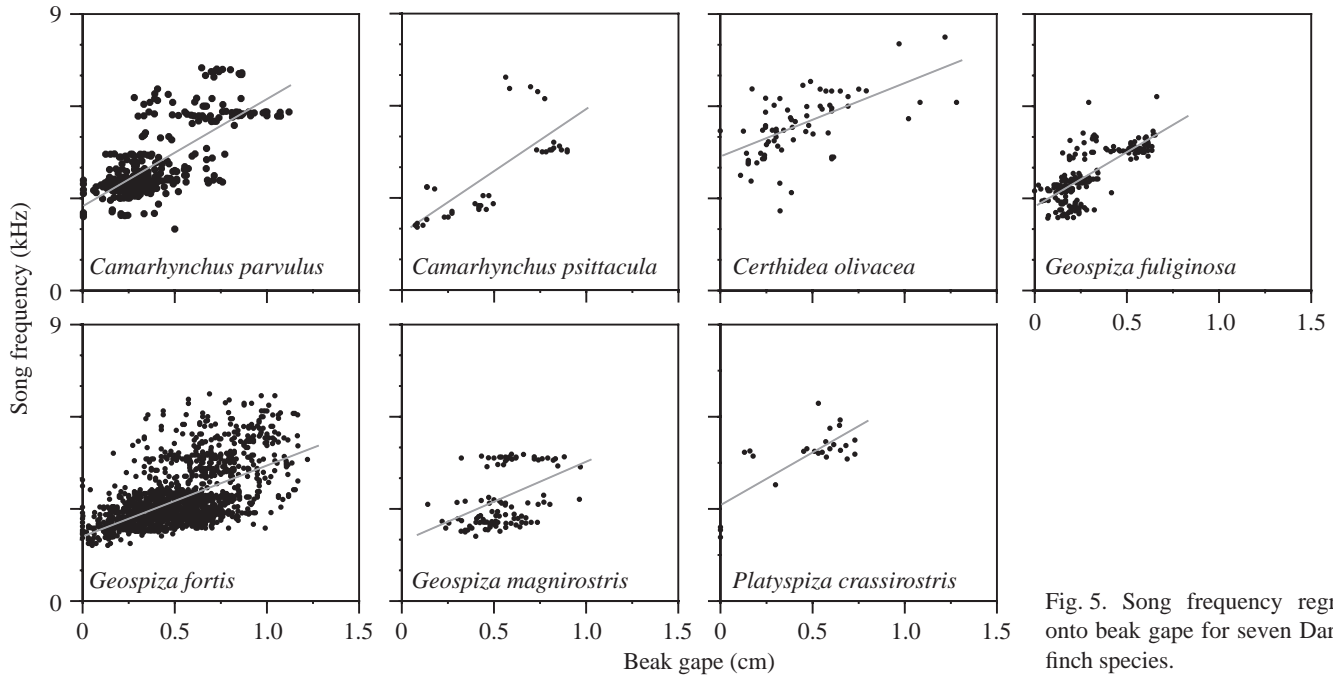 9
Song frequency (kHz)
0
Camarhynchus parvulus
Camarhynchus psittacula
Certhidea olivacea
Geospiza fuliginosa
0 0.5 1.0 1.5
9
0
Geospiza fortis
Geospiza magnirostris
Platyspiza crassirostris
0 0.5 1.0 1.5
0 0.5 1.0 1.5
0 0.5 1.0 1.5
Beak gape (cm)
Fig. 5. Song frequency
onto beak gape for seven
finch species.